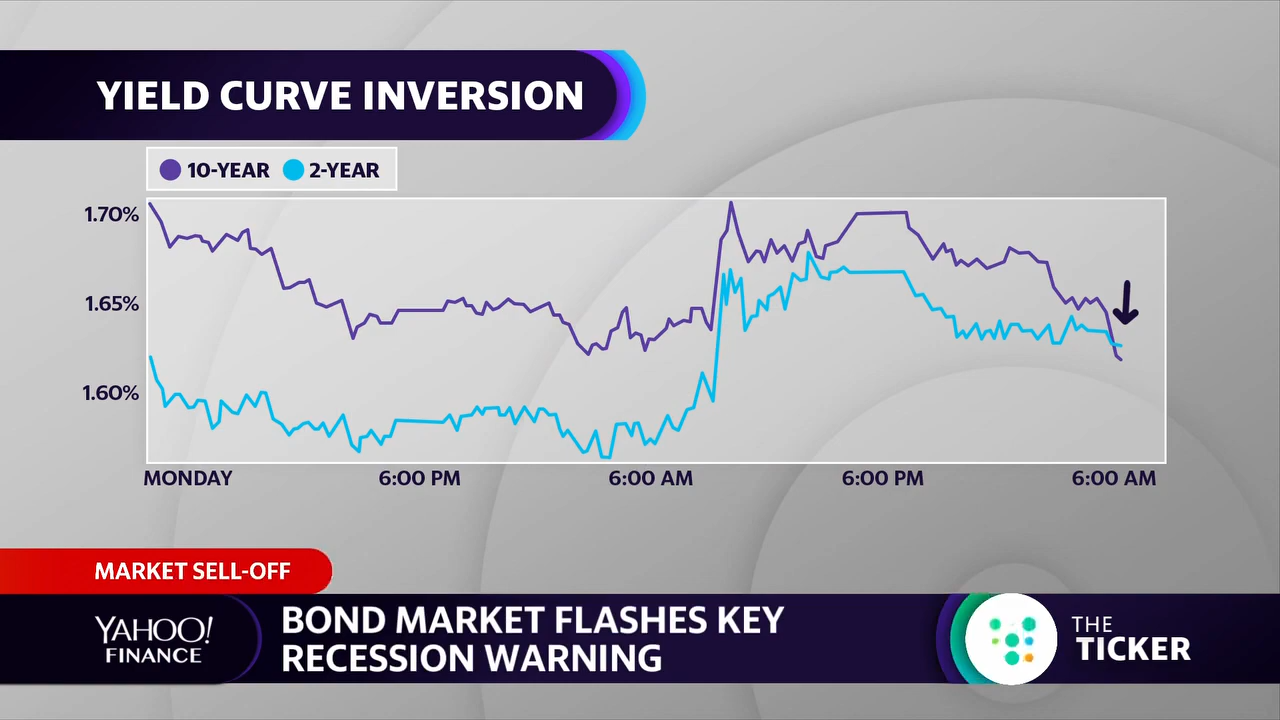 YIELD CURVE INVERSION
10-YEAR 2-YEAR
1.70%
1.65%
1.60%
MONDAY 6:00 PM 6:00 AM 6:00 PM 6:00 AM
MARKET SELL-OFF
YAHOO!
FINANCE
BOND MARKET FLASHES KEY
RECESSION WARNING
THE
TICKER